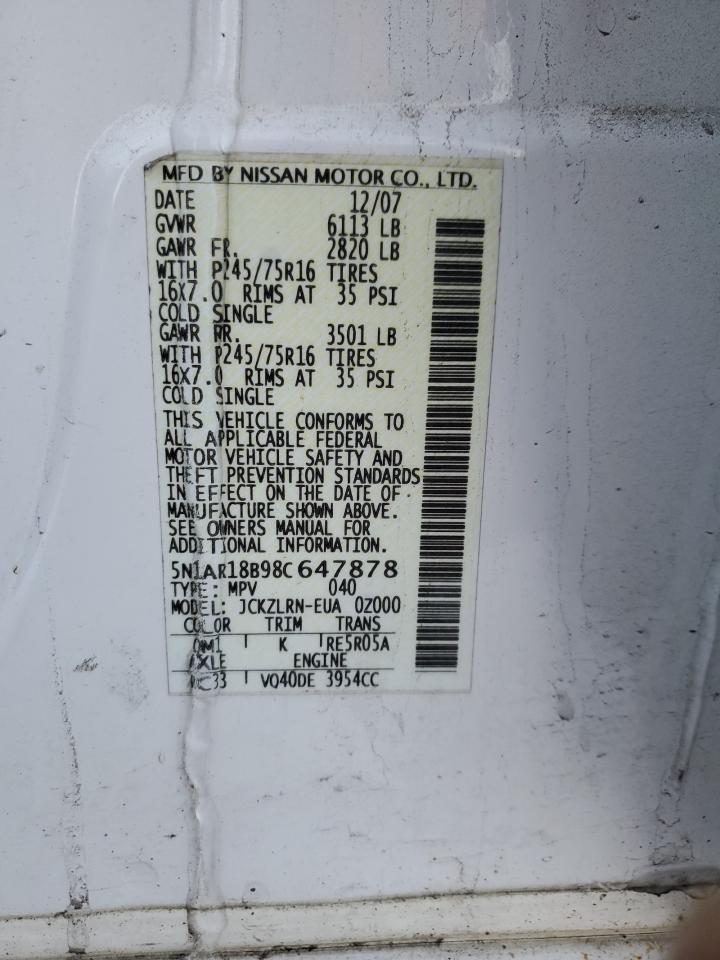 MFD BY NISSAN MOTOR CO., LTD.
DATE 12/07
GVWR 6113 LB
GAWR FR. 2820 LB
WITH P245/75R16 TIRES
16X7.0 RIMS AT 35 PSI
COLD SINGLE
GAWR RR. 3501 LB
WITH P245/75R16 TIRES
16X7.0 RIMS AT 35 PSI
COLD SINGLE
THIS VEHICLE CONFORMS TO
ALL APPLICABLE FEDERAL
MOTOR VEHICLE SAFETY AND
THEFT PREVENTION STANDARDS
IN EFFECT ON THE DATE OF
MANUFACTURE SHOWN ABOVE.
SEE OWNERS MANUAL FOR
ADDITIONAL INFORMATION.
5N1AR18B98C647878
TYPE: MPV 040
MODEL: JCKZLRN-EUA 0Z000
COLOR TRIM TRANS
QM1 K RE5R05A
AXLE ENGINE
VQ40DE 3954CC